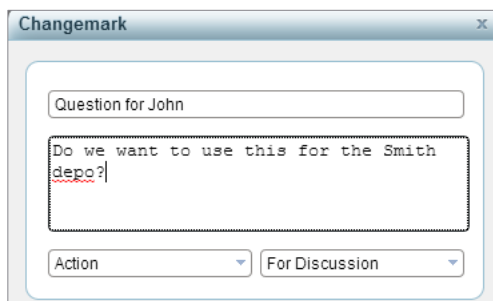 Changemark
x
Question for John
Do we want to use this for the Smith
depo?
Action
For Discussion